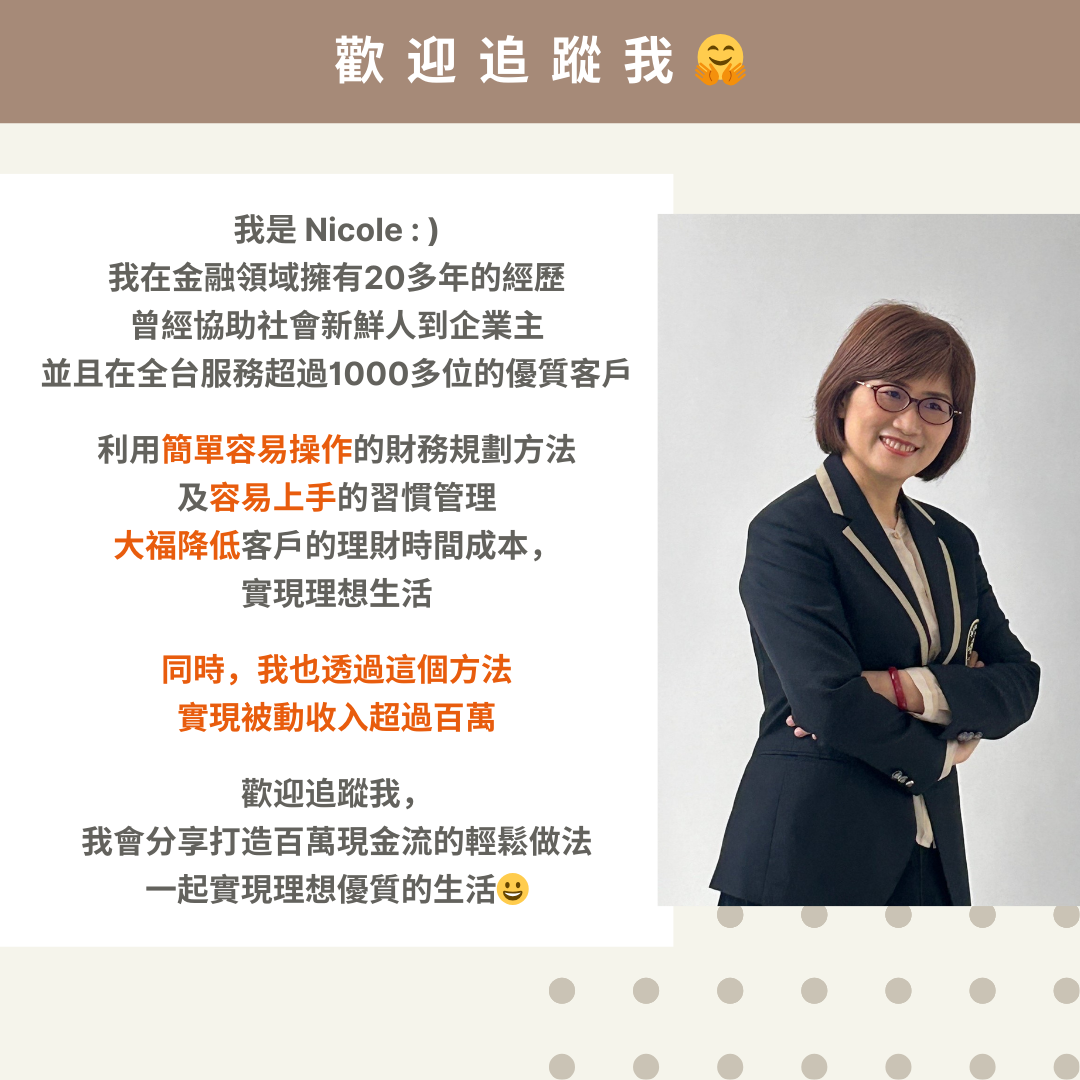 歡迎追蹤我🤗
我是 Nicole : )
我在金融領域擁有20多年的經歷
曾經協助社會新鮮人到企業主
並且在全台服務超過1000多位的優質客戶
利用簡單容易操作的財務規劃方法
及容易上手的習慣管理
大福降低客戶的理財時間成本，
實現理想生活
同時，我也透過這個方法
實現被動收入超過百萬
歡迎追蹤我，
我會分享打造百萬現金流的輕鬆做法
一起實現理想優質的生活😀